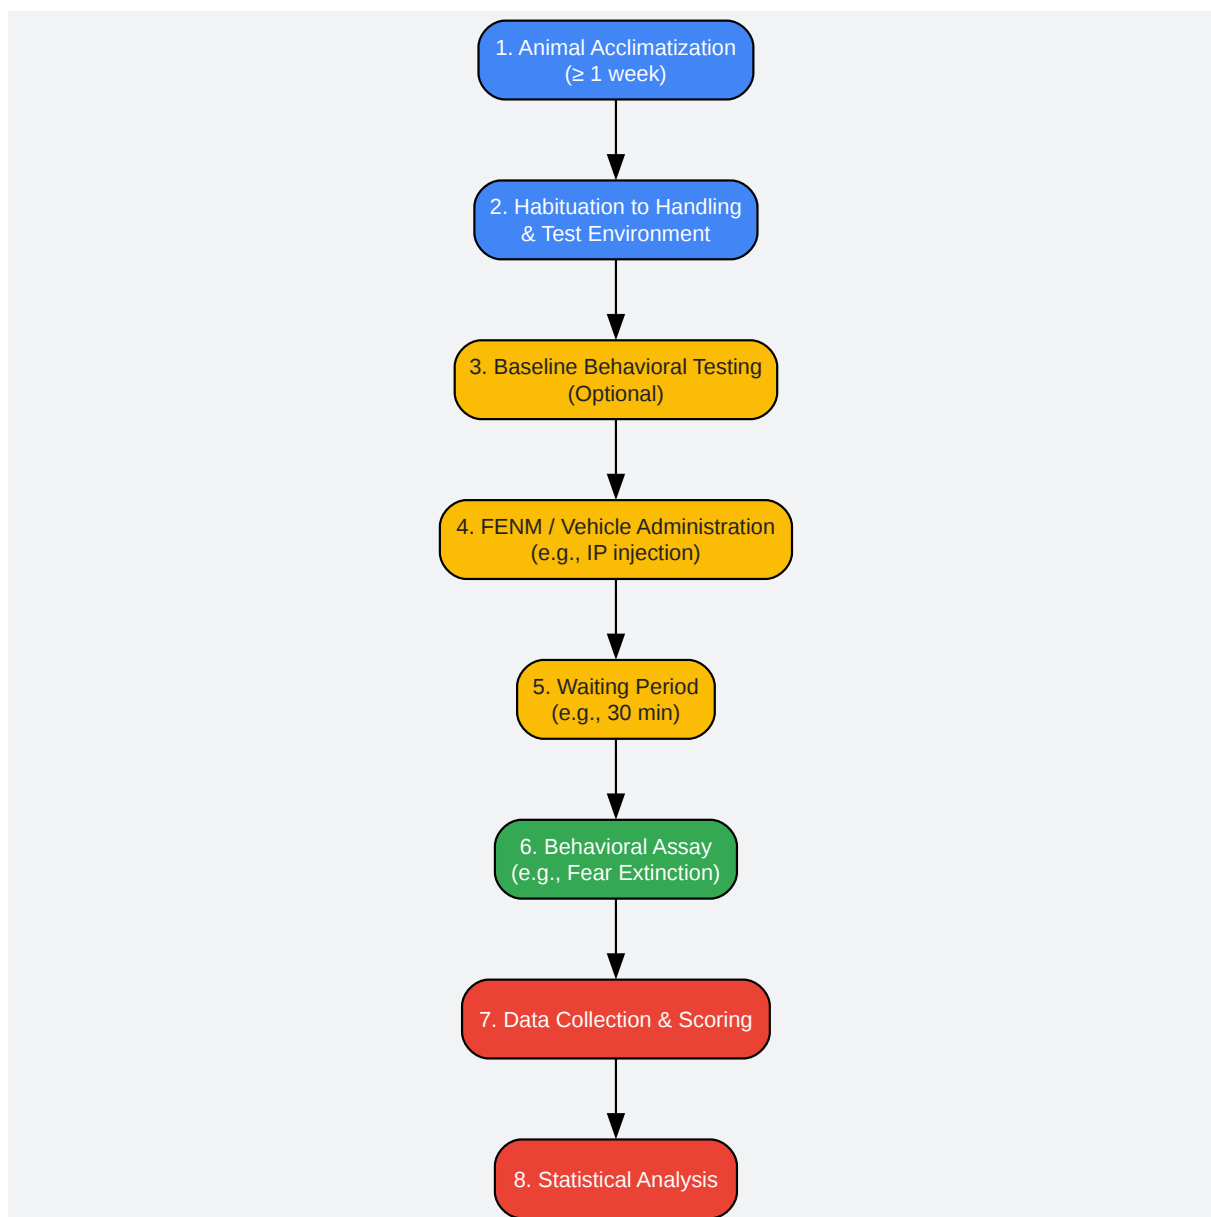 1. Animal Acclimatization
(≥ 1 week)
2. Habituation to Handling
& Test Environment
3. Baseline Behavioral Testing
(Optional)
4. FENM / Vehicle Administration
(e.g., IP injection)
5. Waiting Period
(e.g., 30 min)
6. Behavioral Assay
(e.g., Fear Extinction)
7. Data Collection & Scoring
8. Statistical Analysis